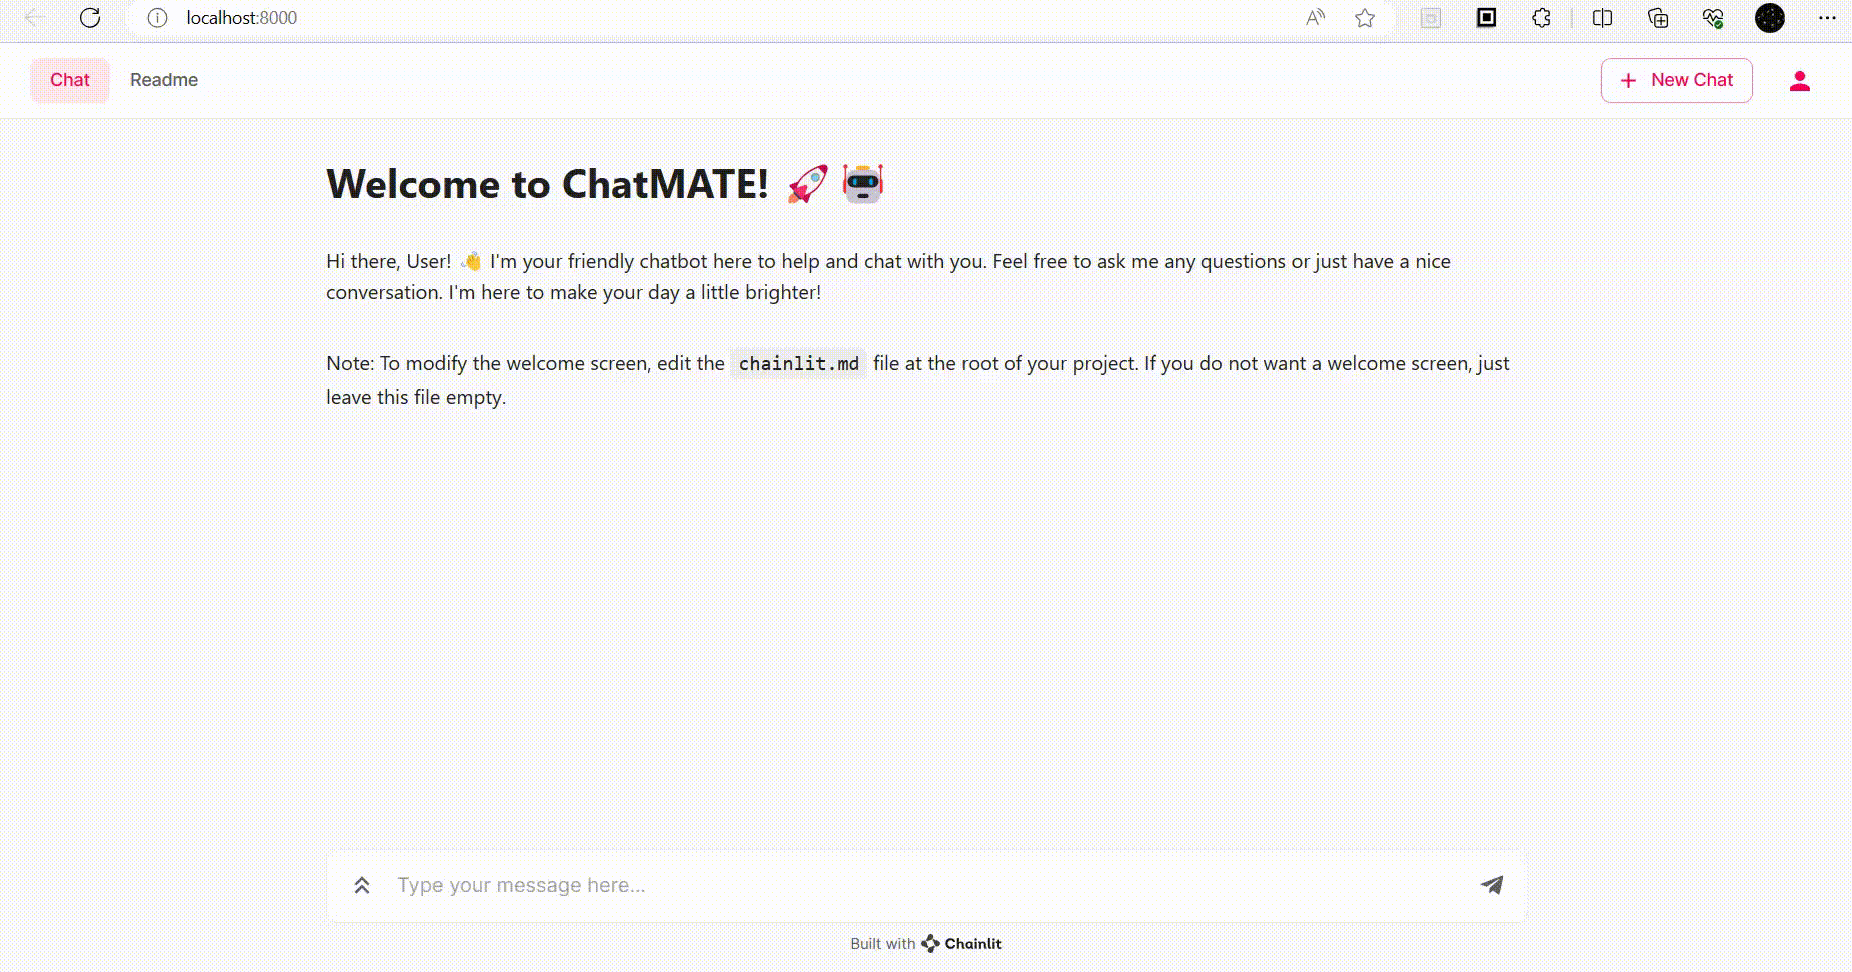 localhost:8000
Chat
Readme
New Chat
Welcome to ChatMATE! 🚀 🤖
Hi there, User! 👋 I'm your friendly chatbot here to help and chat with you. Feel free to ask me any questions or just have a nice
conversation. I'm here to make your day a little brighter!
Note: To modify the welcome screen, edit the chainlit.md file at the root of your project. If you do not want a welcome screen, just
leave this file empty.
Type your message here...
Built with Chainlit